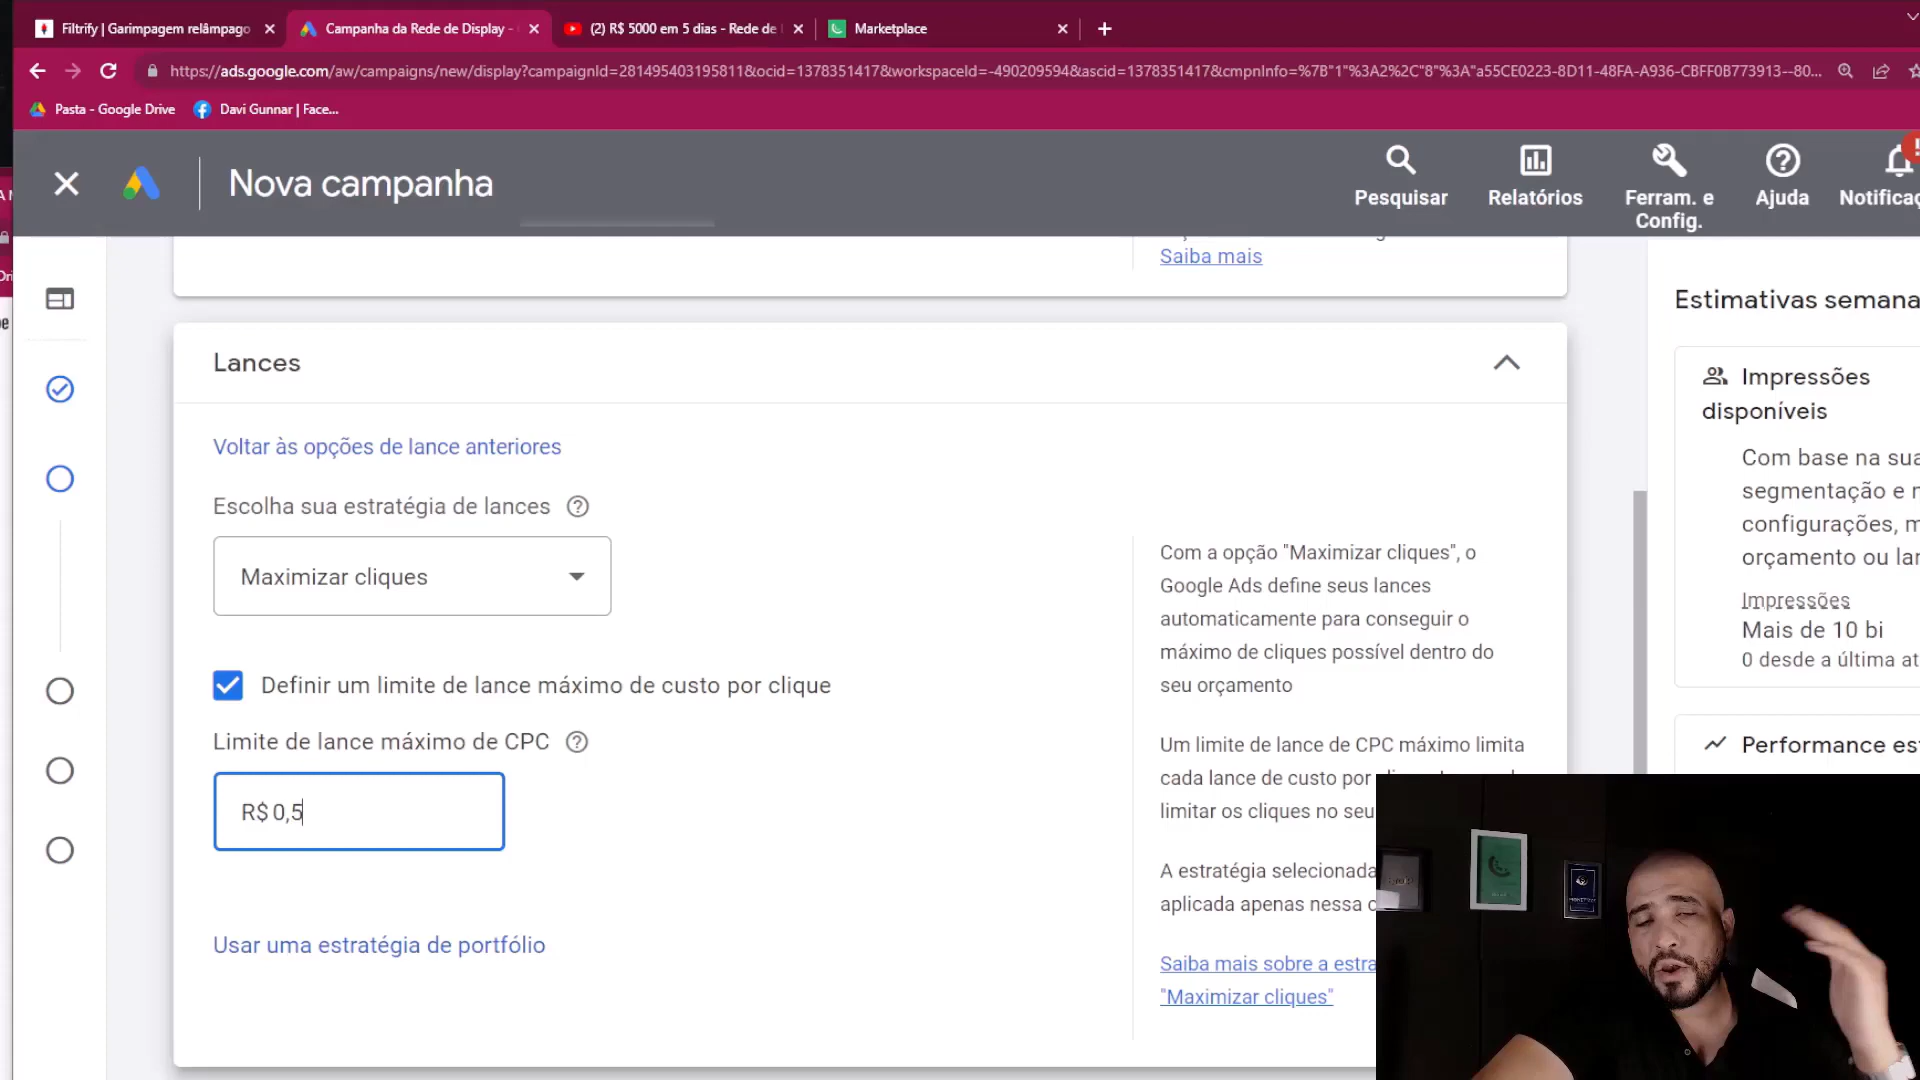 Filtrify | Garimpagem relâmpago
Campanha da Rede de Display -
(2) R$ 5000 em 5 dias - Rede de
Marketplace
https://ads.google.com/aw/campaigns/new/display?campaignId=281495403195811&ocid=1378351417&workspaceId=-490209594&ascid=1378351417&cmpnInfo=%7B"1"%3A2%2C"8"%3A"a55CE0223-8D11-48FA-A936-CBFF0B773913--80...
Pasta - Google Drive
Davi Gunnar | Face...
Nova campanha
Pesquisar
Relatórios
Ferram. e
Config.
Ajuda
Notificaç
Saiba mais
Lances
Voltar às opções de lance anteriores
Escolha sua estratégia de lances
Maximizar cliques
Definir um limite de lance máximo de custo por clique
Limite de lance máximo de CPC
R$ 0,5
Usar uma estratégia de portfólio
Com a opção "Maximizar cliques", o
Google Ads define seus lances
automaticamente para conseguir o
máximo de cliques possível dentro do
seu orçamento
Um limite de lance de CPC máximo limita
cada lance de custo por
limitar os cliques no seu
A estratégia selecionada
aplicada apenas nessa c
Saiba mais sobre a estra
"Maximizar cliques"
Estimativas semana
Impressões
disponíveis
Com base na sua
segmentação e
configurações, m
orçamento ou lan
Impressões
Mais de 10 bi
0 desde a última at
Performance es